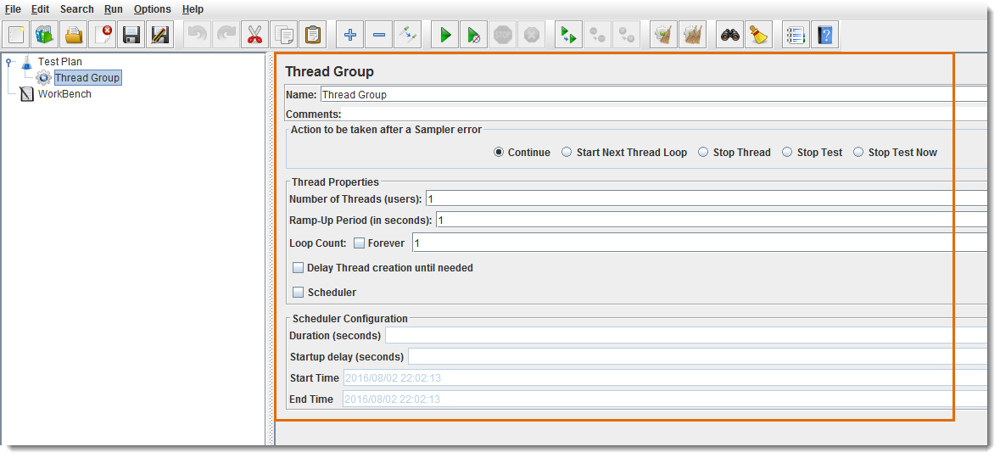 File Edit Search Run Options Help
STOP
Test Plan
Thread Group
WorkBench
Thread Group
Name: Thread Group
Comments:
Action to be taken after a Sampler error
Continue Start Next Thread Loop Stop Thread Stop Test Stop Test Now
Thread Properties
Number of Threads (users): 1
Ramp-Up Period (in seconds): 1
Loop Count: Forever 1
Delay Thread creation until needed
Scheduler
Scheduler Configuration
Duration (seconds)
Startup delay (seconds)
Start Time 2016/08/02 22:02:13
End Time 2016/08/02 22:02:13